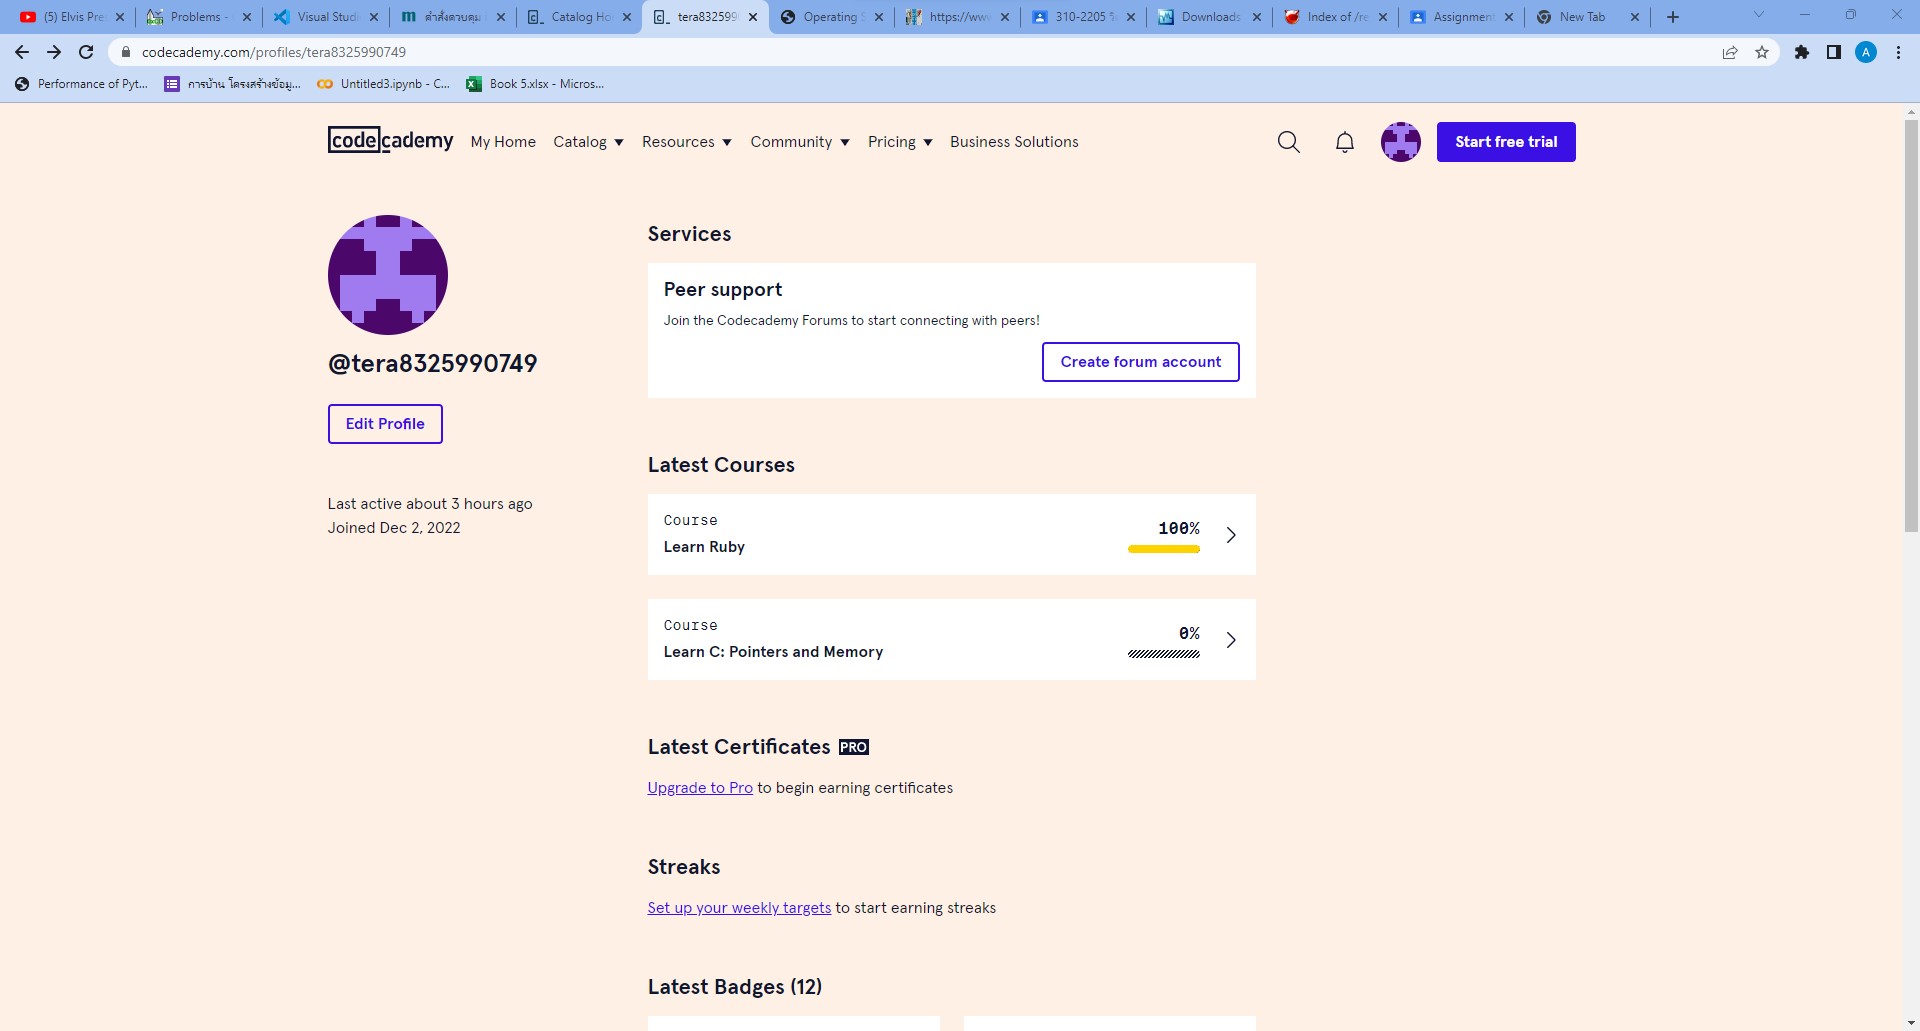 (5) Elvis Pre
Problems -
Visual Studi
คำสั่งควบคุม
Catalog Ho
tera832599
Operating S
https://www
310-2205 วิ
Downloads
Index of /re
Assignment
New Tab
codecademy.com/profiles/tera8325990749
A
Performance of Pyt...
การบ้าน โครงสร้างข้อมู...
Untitled3.ipynb - C...
Book 5.xlsx - Micros...
codecademy
My Home
Catalog
Resources
Community
Pricing
Business Solutions
Start free trial
@tera8325990749
Edit Profile
Last active about 3 hours ago
Joined Dec 2, 2022
Services
Peer support
Join the Codecademy Forums to start connecting with peers!
Create forum account
Latest Courses
Course
Learn Ruby
100%
Course
Learn C: Pointers and Memory
0%
Latest Certificates PRO
Upgrade to Pro to begin earning certificates
Streaks
Set up your weekly targets to start earning streaks
Latest Badges (12)